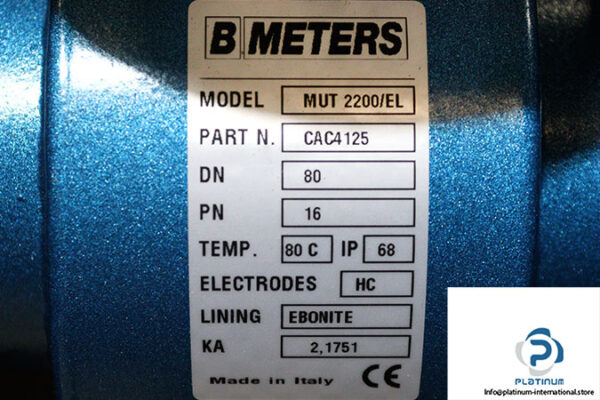 B METERS
MODEL MUT 2200/EL
PART N. CAC4125
DN 80
PN 16
TEMP. 80 C IP 68
ELECTRODES HC
LINING EBONITE
KA 2,1751
Made in Italy CE
PLATINUM
Info@platinum-international.store